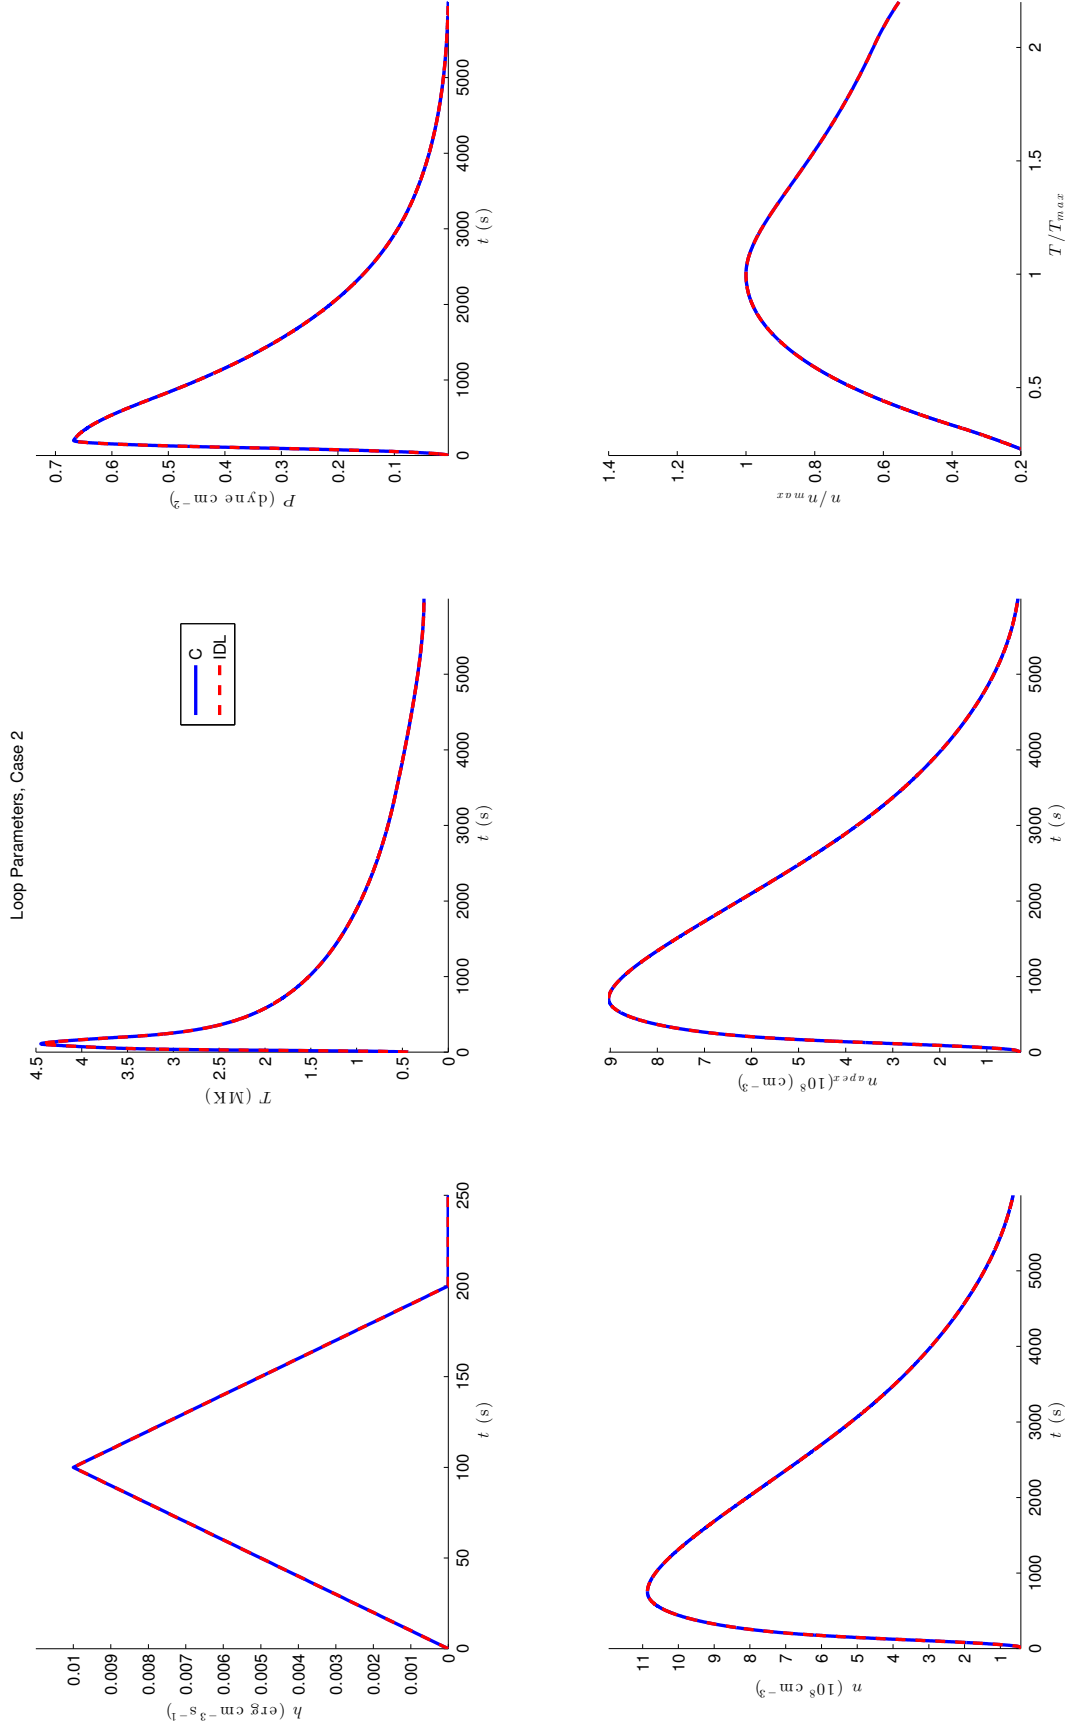 Loop Parameters, Case 2
0.01
0.009
0.008
0.007
0.006
0.005
0.004
0.003
0.002
0.001
0
h (erg cm⁻³s⁻¹)
0 50 100 150 200 250
t (s)
4.5
4
3.5
3
2.5
2
1.5
1
0.5
0
T (MK)
0 1000 2000 3000 4000 5000
t (s)
C
IDL
0.7
0.6
0.5
0.4
0.3
0.2
0.1
P (dyne cm⁻²)
0 1000 2000 3000 4000 5000
t (s)
11
10
9
8
7
6
5
4
3
2
1
n (10⁸ cm⁻³)
0 1000 2000 3000 4000 5000
t (s)
9
8
7
6
5
4
3
2
1
n_apex(10⁸ (cm⁻³)
0 1000 2000 3000 4000 5000
t (s)
1.4
1.2
1
0.8
0.6
0.4
0.2
n/n_max
0.5 1 1.5 2
T/T_max